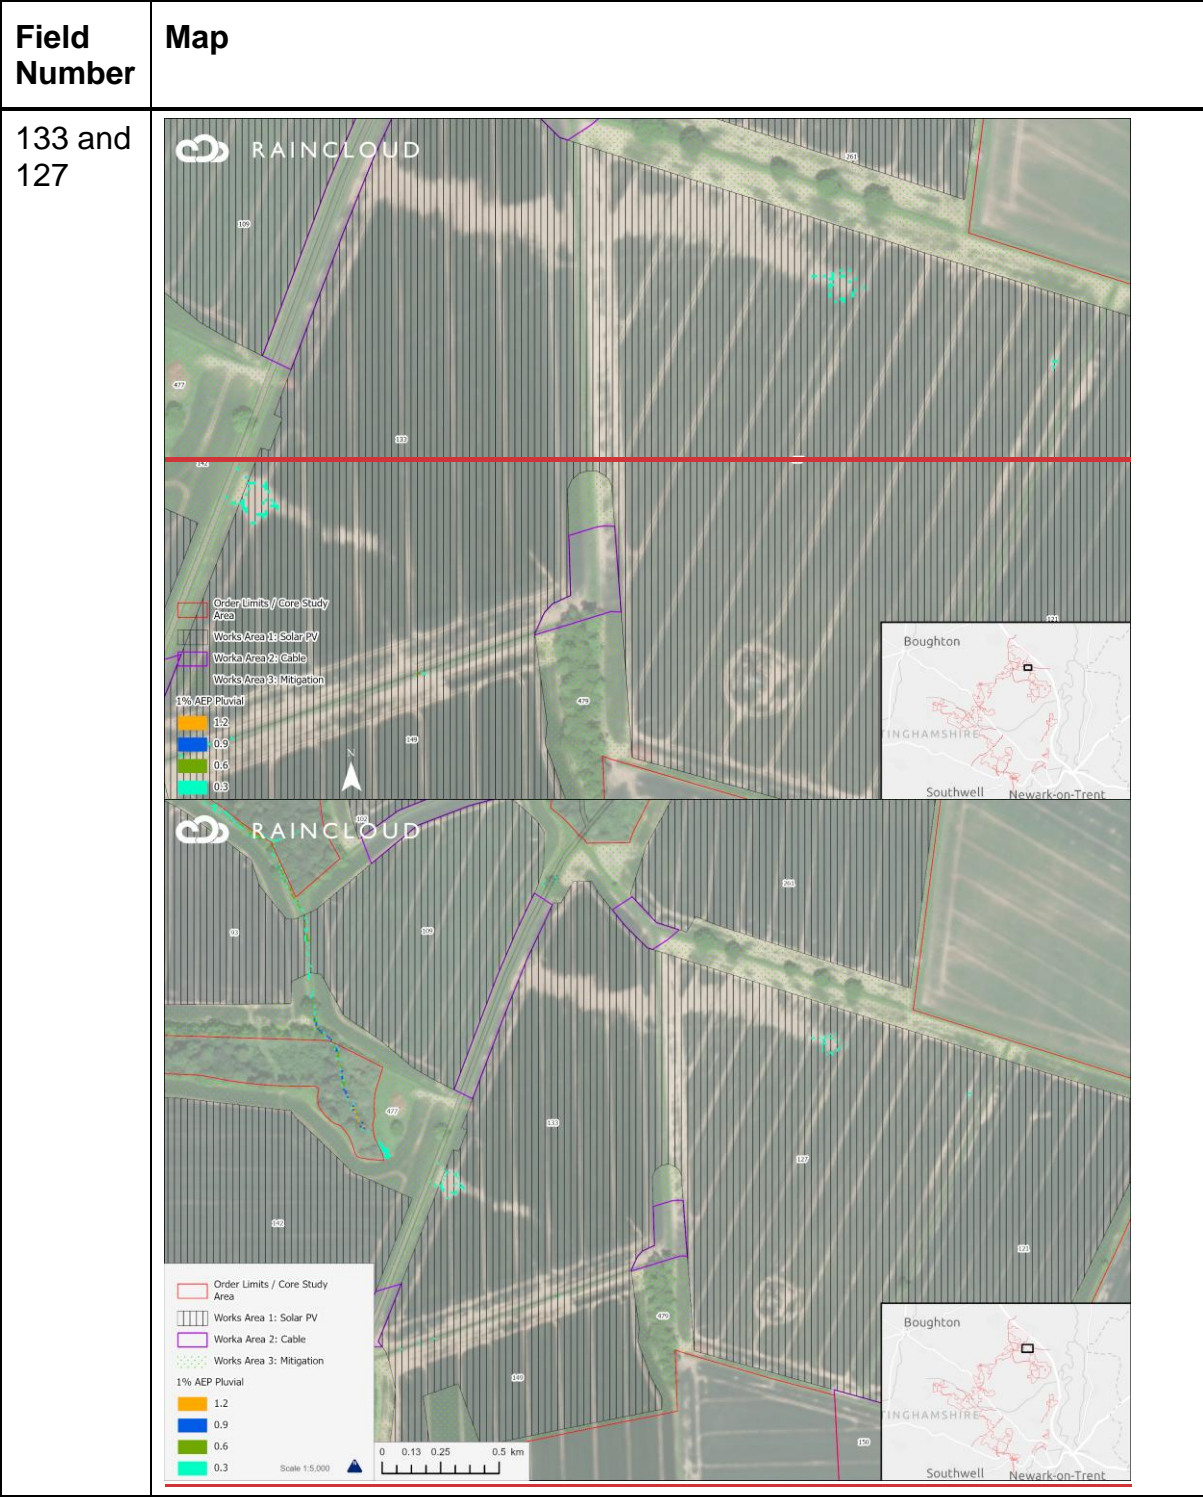 Field
Number
Map
133 and
127
RAINCLOUD
261
109
477
133
142
Order Limits / Core Study
Area
Works Area 1: Solar PV
Worka Area 2: Cable
Works Area 3: Mitigation
1% AEP Pluvial
1.2
0.9
0.6
0.3
N
149
479
121
Boughton
TINGHAMSHIRE
Southwell
Newark-on-Trent
RAINCLOUD
102
93
109
261
477
133
127
142
121
479
149
150
Order Limits / Core Study
Area
Works Area 1: Solar PV
Worka Area 2: Cable
Works Area 3: Mitigation
1% AEP Pluvial
1.2
0.9
0.6
0.3
Scale 1:5,000
0 0.13 0.25 0.5 km
Boughton
TINGHAMSHIRE
Southwell
Newark-on-Trent